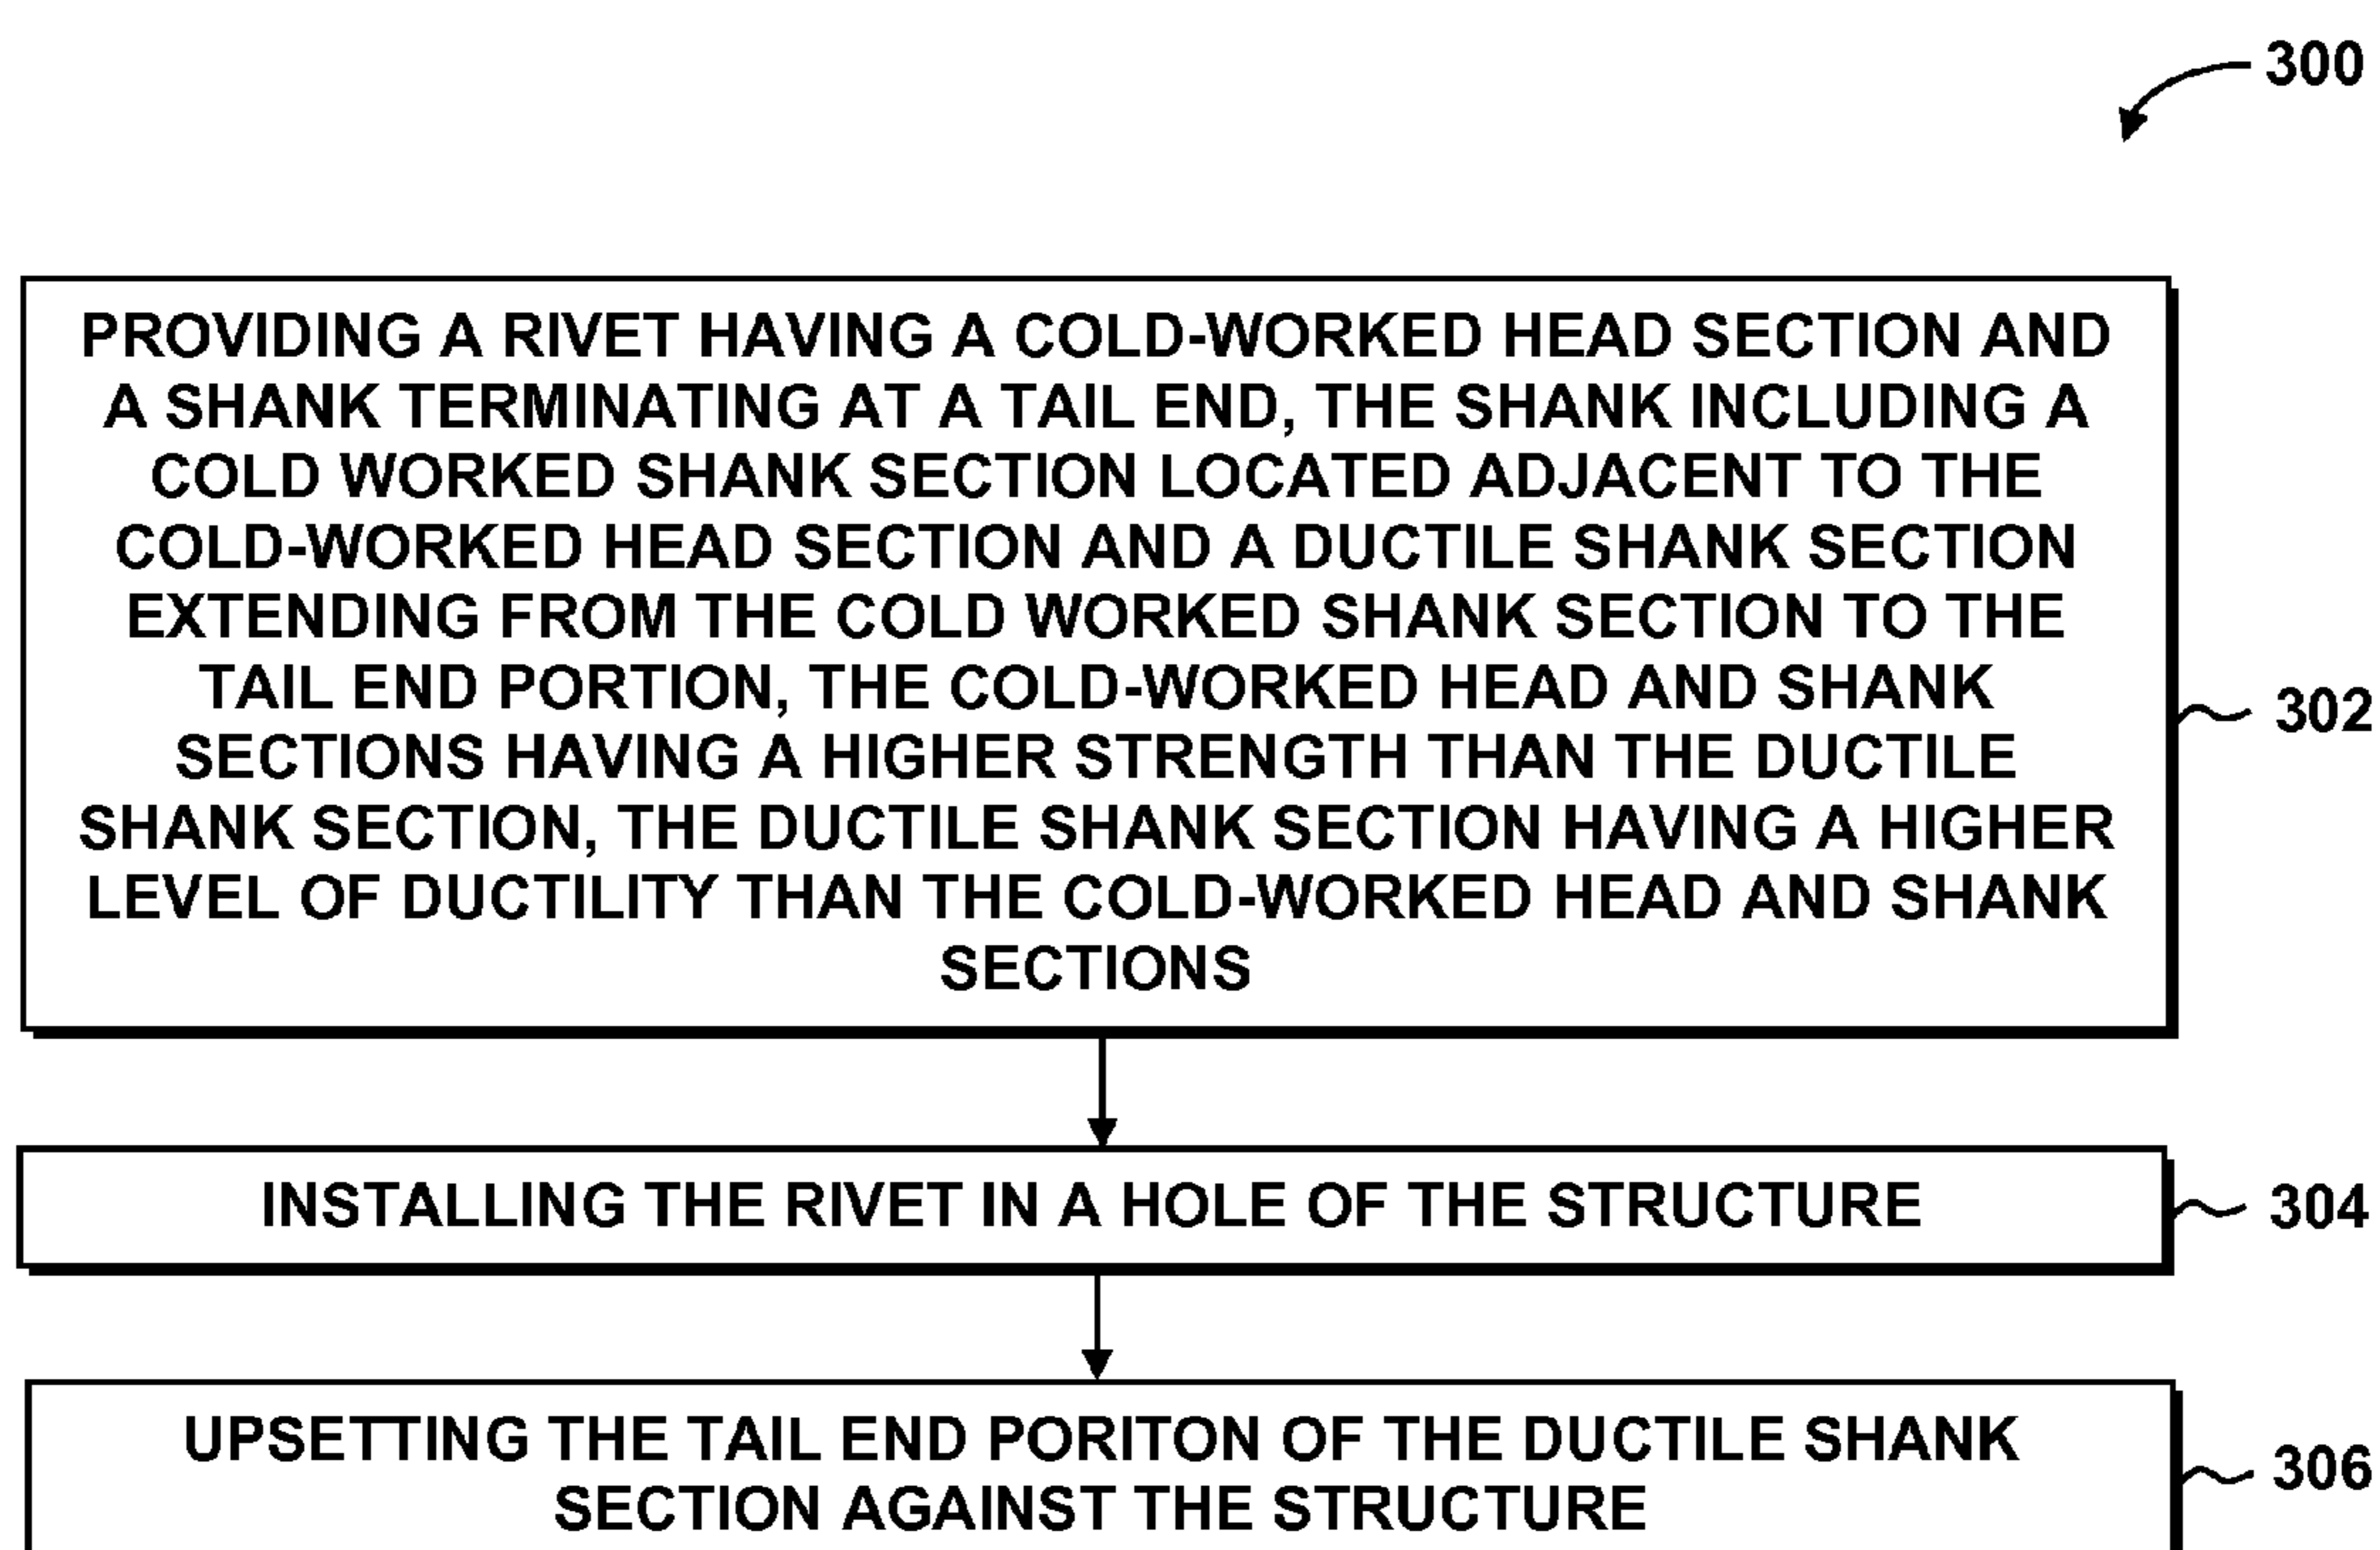 300
PROVIDING A RIVET HAVING A COLD-WORKED HEAD SECTION AND
A SHANK TERMINATING AT A TAIL END, THE SHANK INCLUDING A
COLD WORKED SHANK SECTION LOCATED ADJACENT TO THE
COLD-WORKED HEAD SECTION AND A DUCTILE SHANK SECTION
EXTENDING FROM THE COLD WORKED SHANK SECTION TO THE
TAIL END PORTION, THE COLD-WORKED HEAD AND SHANK
SECTIONS HAVING A HIGHER STRENGTH THAN THE DUCTILE
SHANK SECTION, THE DUCTILE SHANK SECTION HAVING A HIGHER
LEVEL OF DUCTILITY THAN THE COLD-WORKED HEAD AND SHANK
SECTIONS
302
INSTALLING THE RIVET IN A HOLE OF THE STRUCTURE
304
UPSETTING THE TAIL END PORITON OF THE DUCTILE SHANK
SECTION AGAINST THE STRUCTURE
306